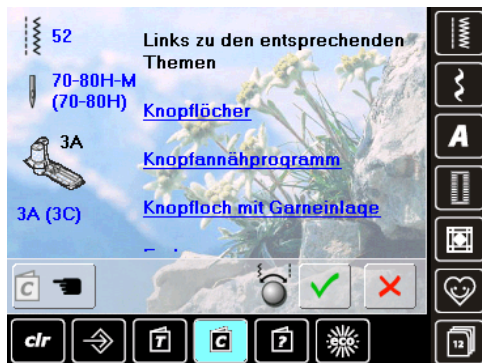 52
70-80H-M
(70-80H)
3A
3A (3C)
Links zu den entsprechenden
Themen
Knopflöcher
Knopfannähprogramm
Knopfloch mit Garneinlage
A
C
clr
T
C
?
eco
12